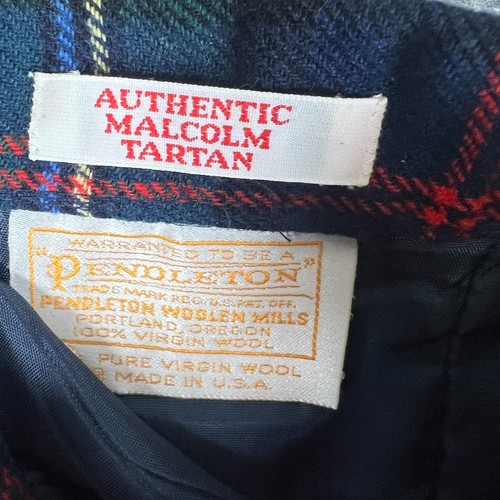 AUTHENTIC
MALCOLM
TARTAN
WARRANTED TO BE A
"PENDLETON"
TRADE MARK REG. U.S. PAT. OFF.
PENDLETON WOOLEN MILLS
PORTLAND, OREGON
100% VIRGIN WOOL
PURE VIRGIN WOOL
MADE IN U.S.A.